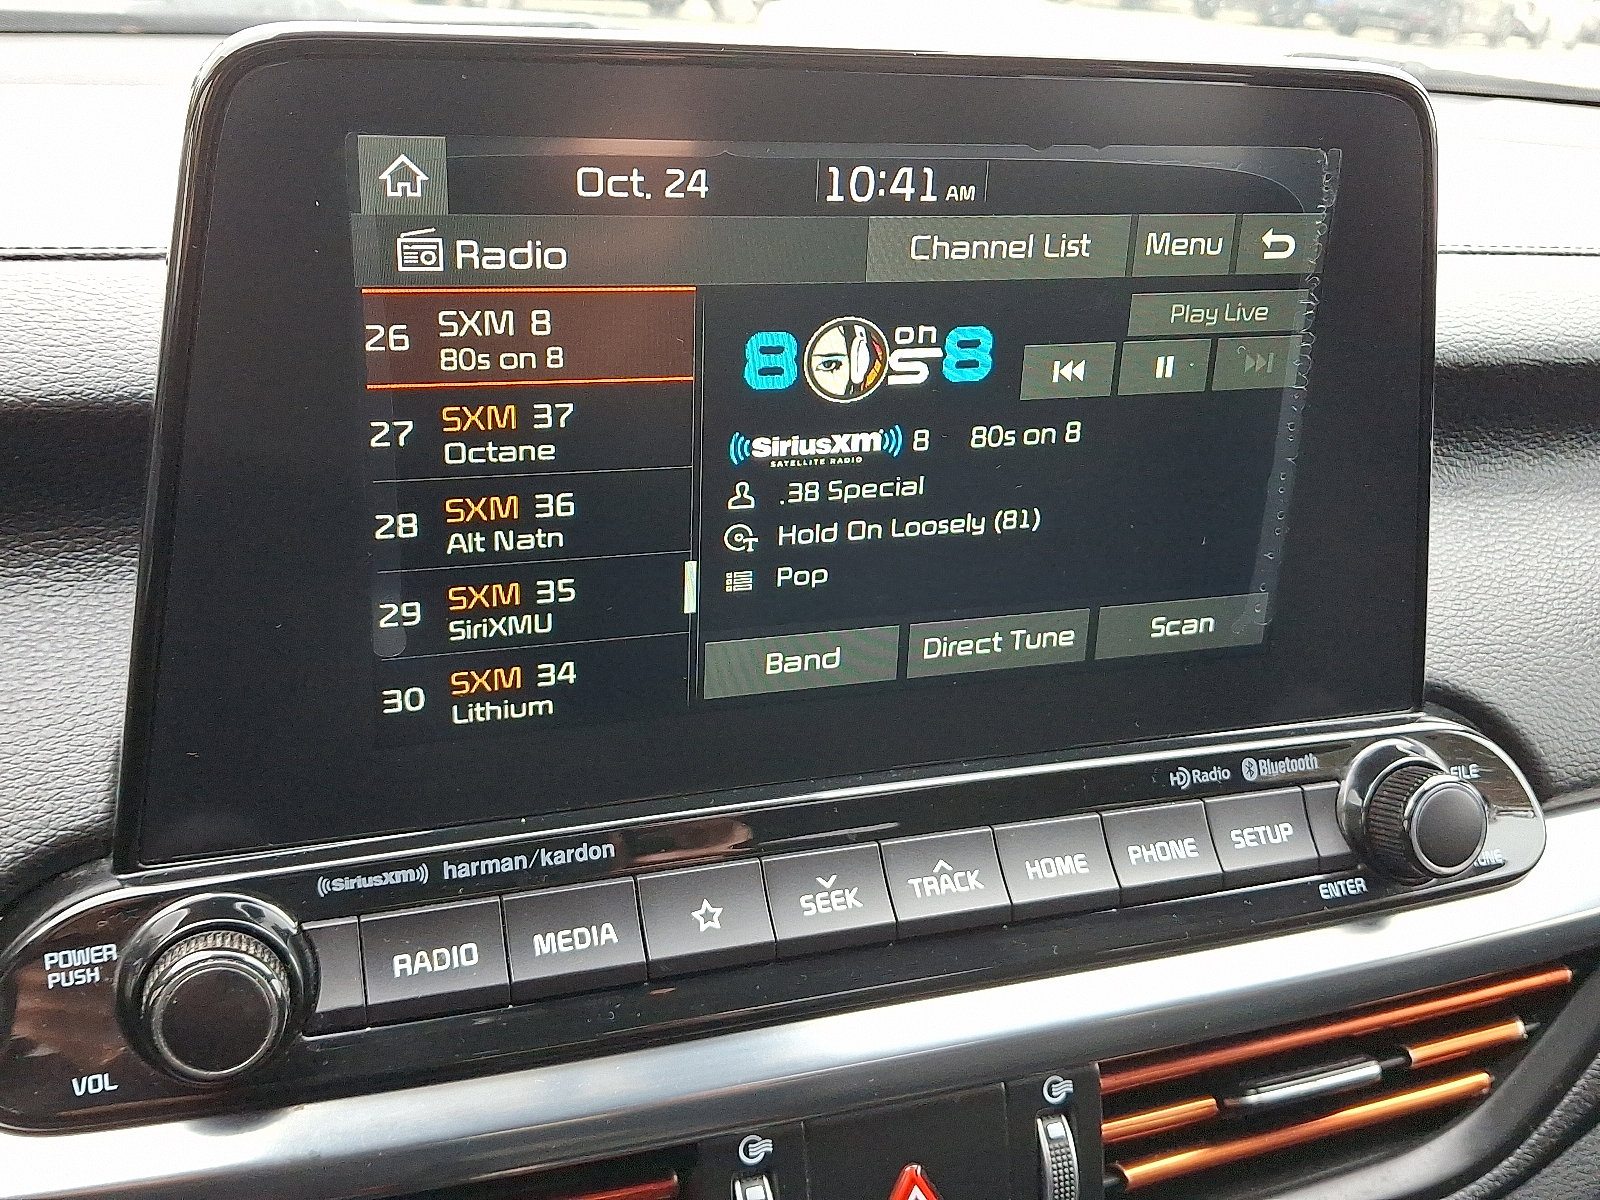 Oct. 24 10:41 AM
Radio Channel List Menu
26 SXM 8
80s on 8
27 SXM 37
Octane
28 SXM 36
Alt Natn
29 SXM 35
SiriXMU
30 SXM 34
Lithium
Play Live
8 on
s 8
((SiriusXM)) 8 80s on 8
SATELLITE RADIO
.38 Special
Hold On Loosely (81)
Pop
Band Direct Tune Scan
HD Radio Bluetooth
((SiriusXM)) harman/kardon
POWER
PUSH
VOL
RADIO MEDIA SEEK TRACK HOME PHONE SETUP
FILE
ENTER